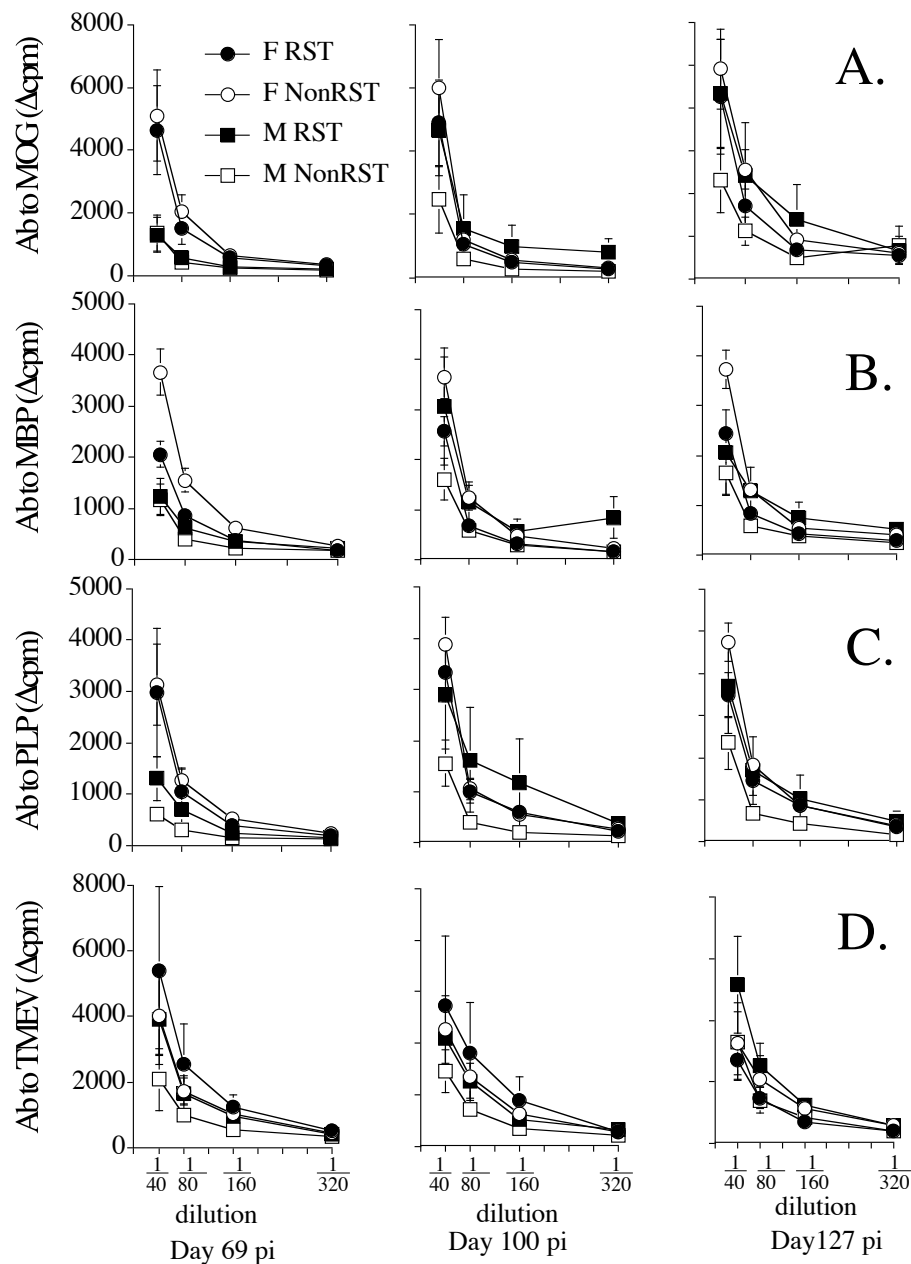 8000
6000
4000
2000
0
Ab to MOG (Δcpm)
F RST
F NonRST
M RST
M NonRST
A.
5000
4000
3000
2000
1000
0
Ab to MBP (Δcpm)
B.
5000
4000
3000
2000
1000
0
Ab to PLP (Δcpm)
C.
8000
6000
4000
2000
0
Ab to TMEV (Δcpm)
D.
1/40 1/80 1/160 1/320
dilution
Day 69 pi
1/40 1/80 1/160 1/320
dilution
Day 100 pi
1/40 1/80 1/160 1/320
dilution
Day127 pi